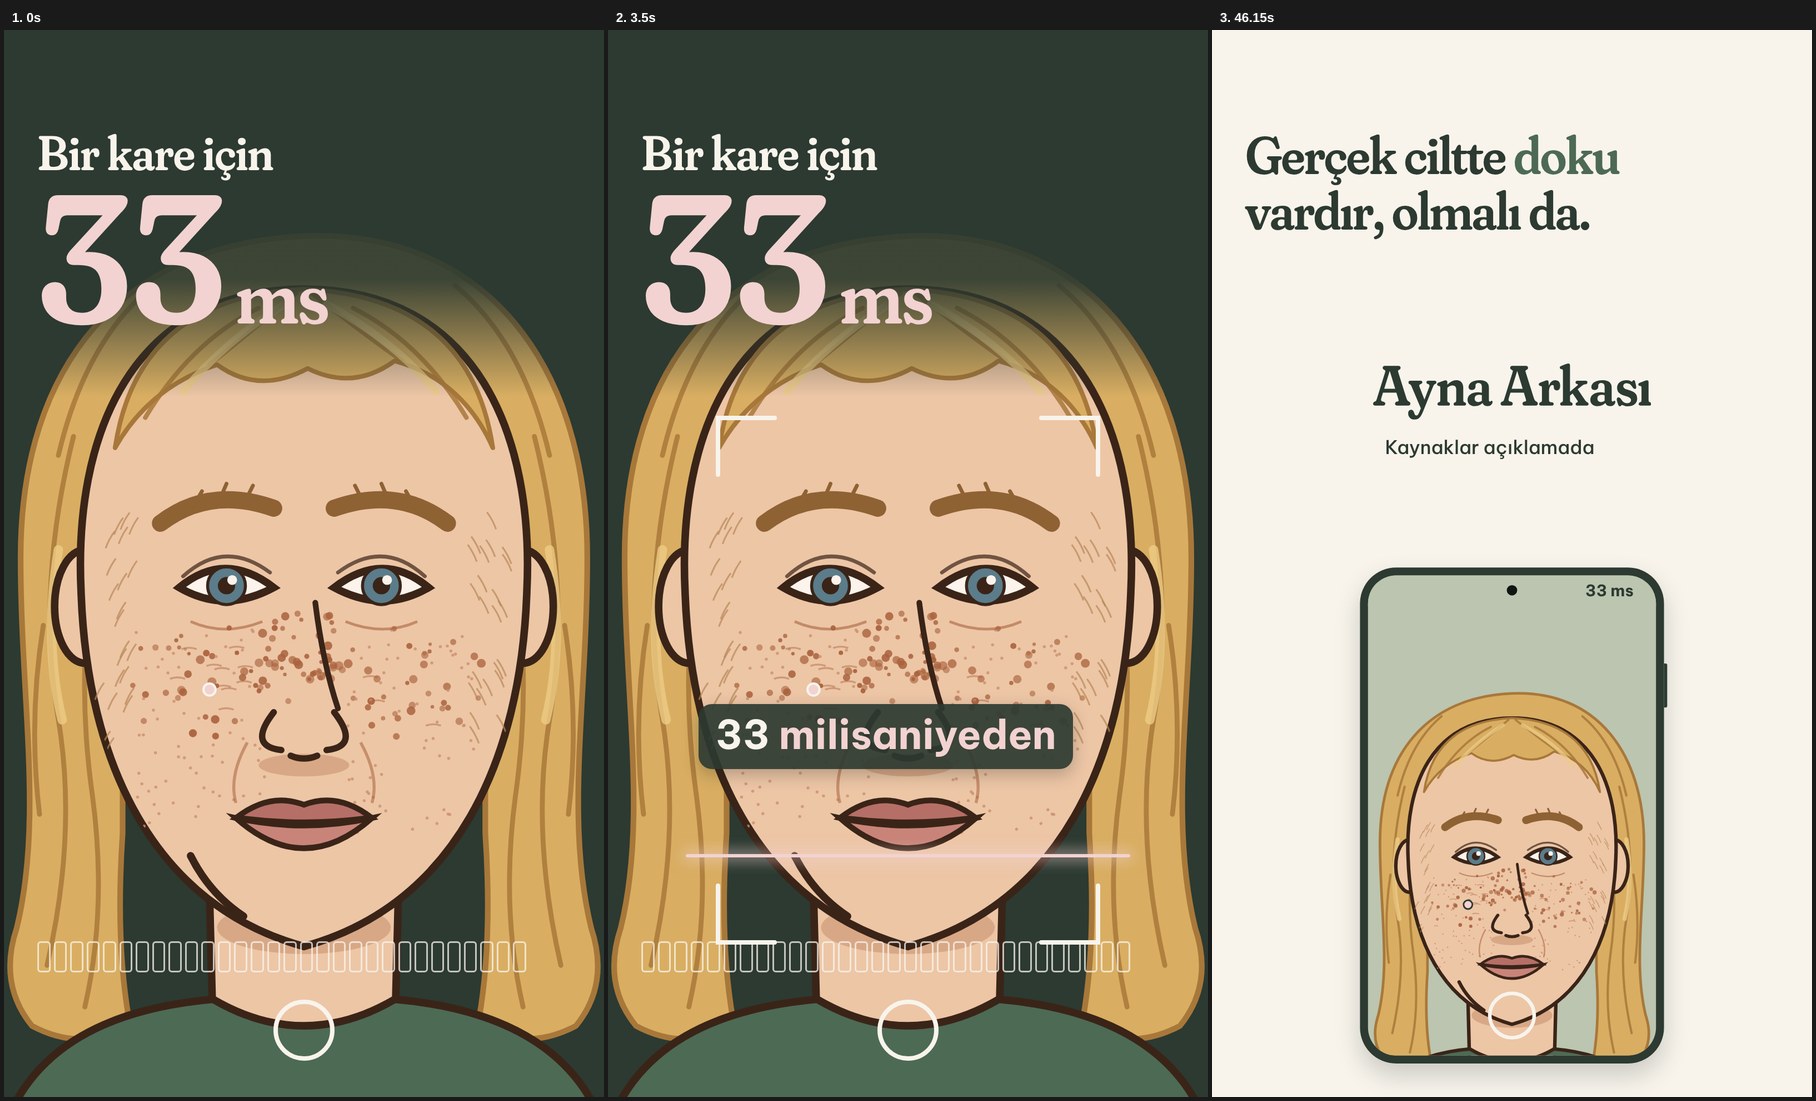 1. 0s
Bir kare için
33 ms
2. 3.5s
Bir kare için
33 ms
33 milisaniyeden
3. 46.15s
Gerçek ciltte doku
vardır, olmalı da.
Ayna Arkası
Kaynaklar açıklamada
33 ms